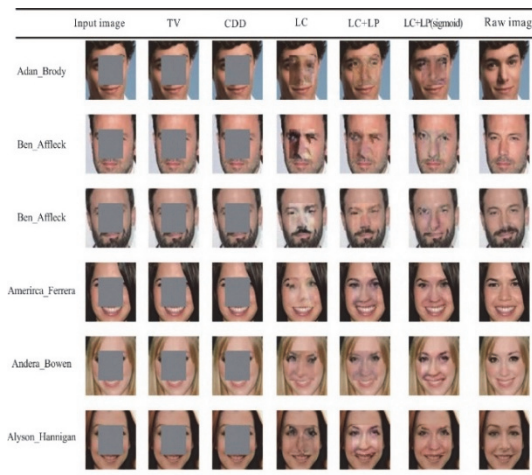 Input image TV CDD LC LC+LP LC+LP(sigmoid) Raw imag
Adan_Brody
Ben_Affleck
Ben_Affleck
Amerirca_Ferrera
Andera_Bowen
Alyson_Hannigan